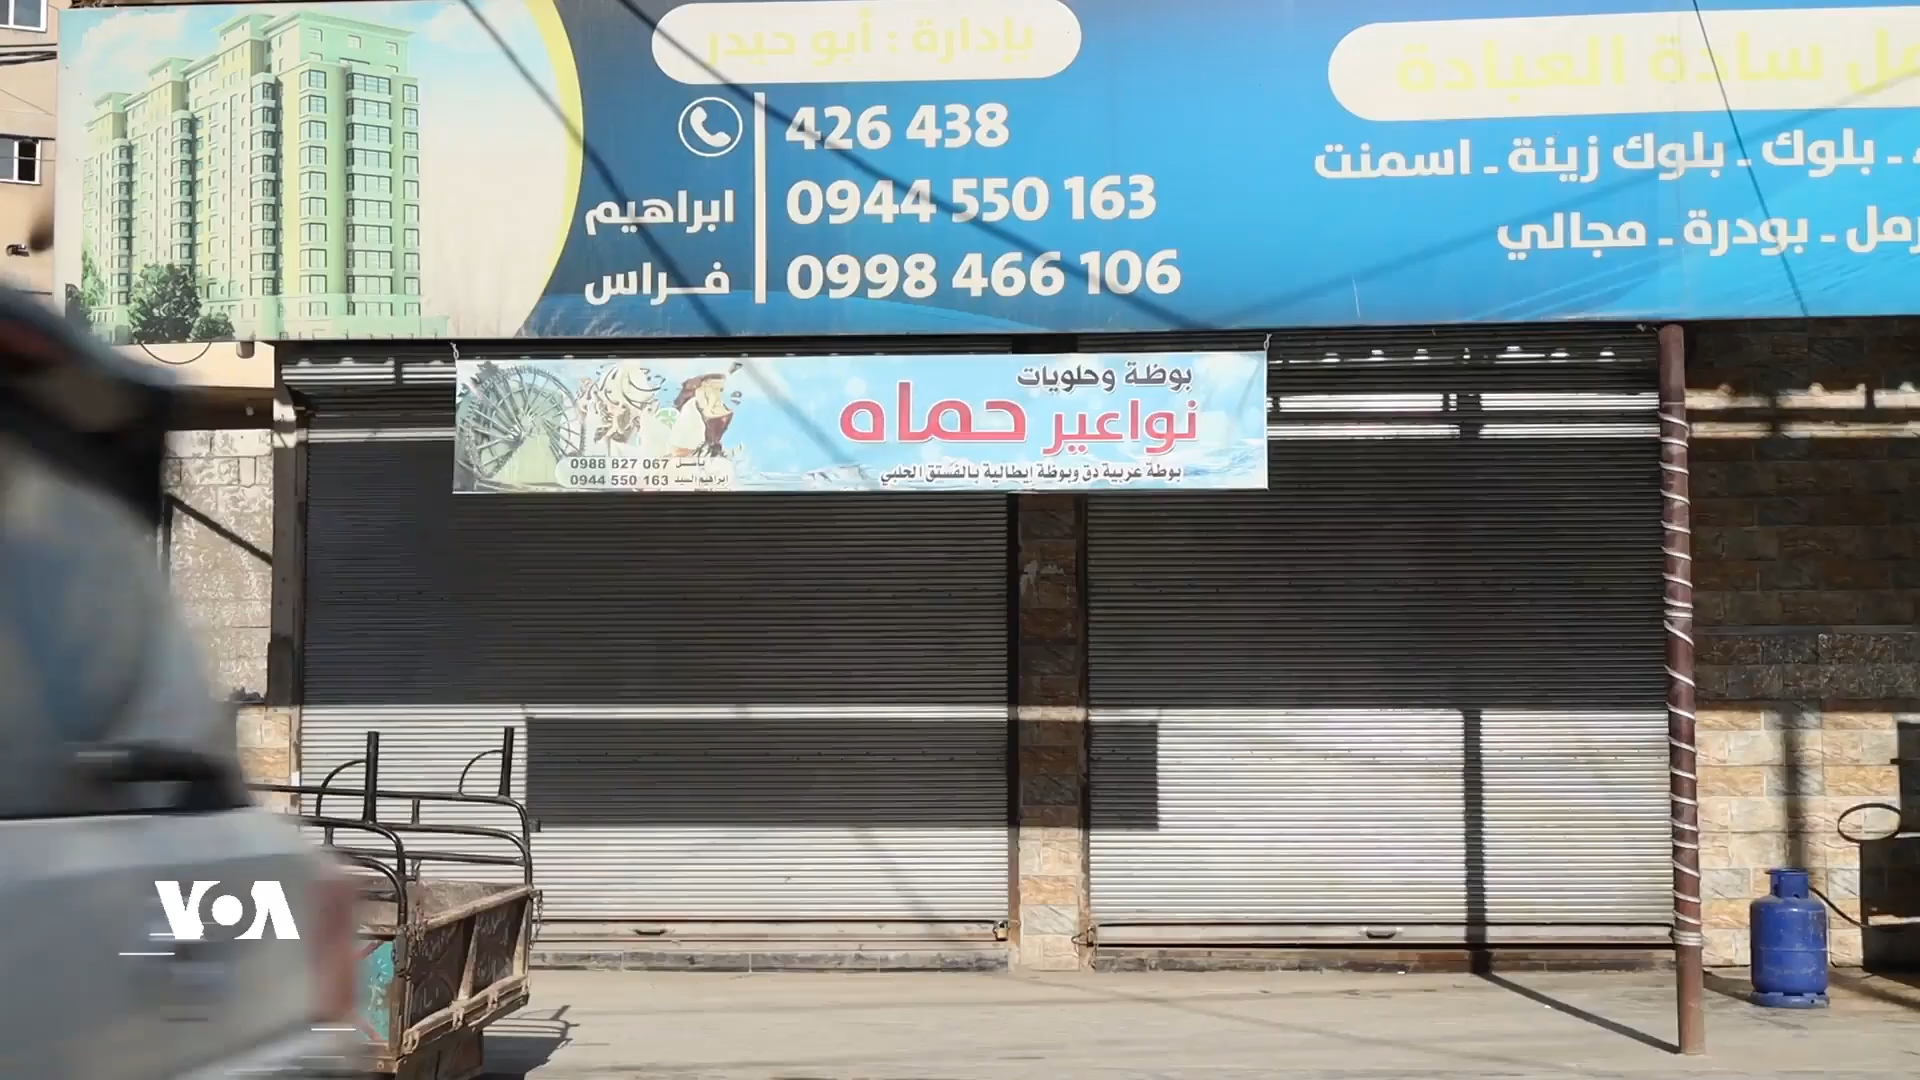 بإدارة : أبو حيدر
426 438
ابراهيم 0944 550 163
فراس 0998 466 106
سادة العبادة
بلوك - بلوك زينة - اسمنت
رمل - بودرة - مجالي
بوظة وحلويات
نواعير حماه
بوظة عربية دق وبوظة إيطالية بالفستق الحلبي
باسل 0988 827 067
ابراهيم السيد 0944 550 163
VOA